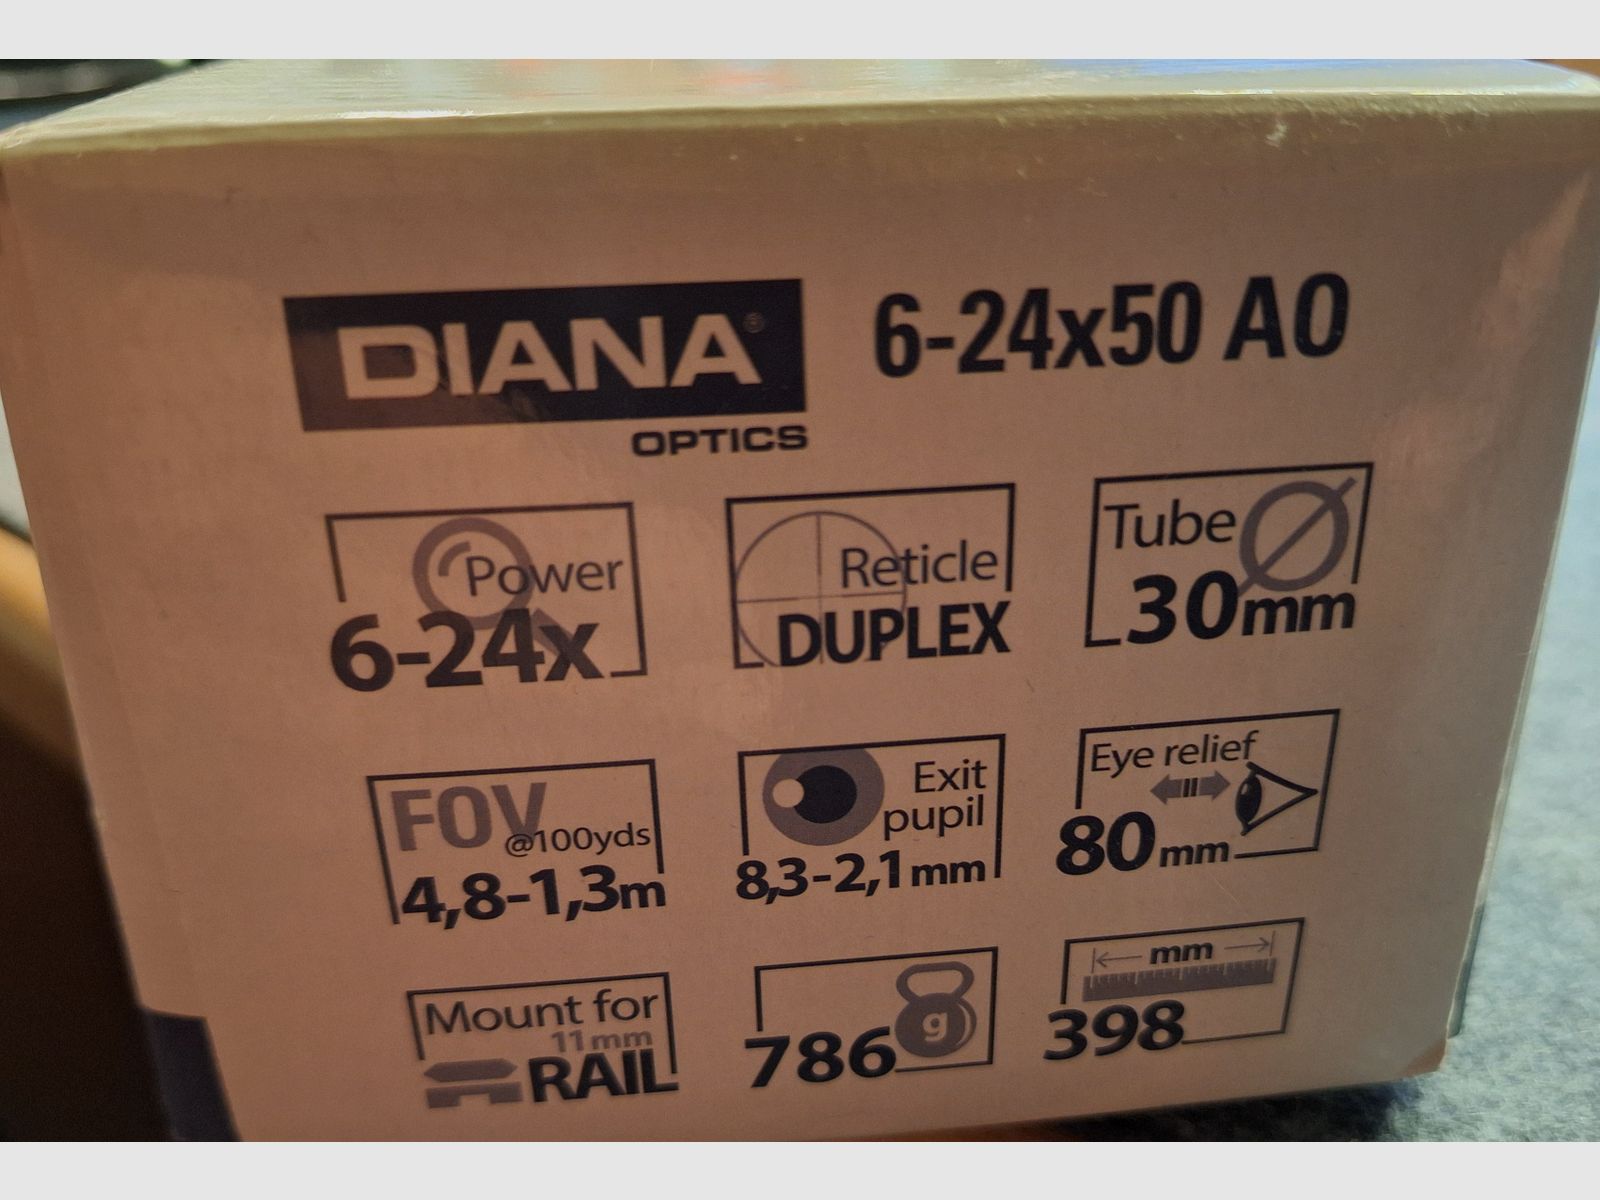 DIANA®
OPTICS
6-24x50 AO
Power
6-24x
Reticle
DUPLEX
Tube
30mm
FOV
@100yds
4,8-1,3m
Exit
pupil
8,3-2,1mm
Eye relief
80mm
Mount for
11mm
RAIL
g
786
mm
398